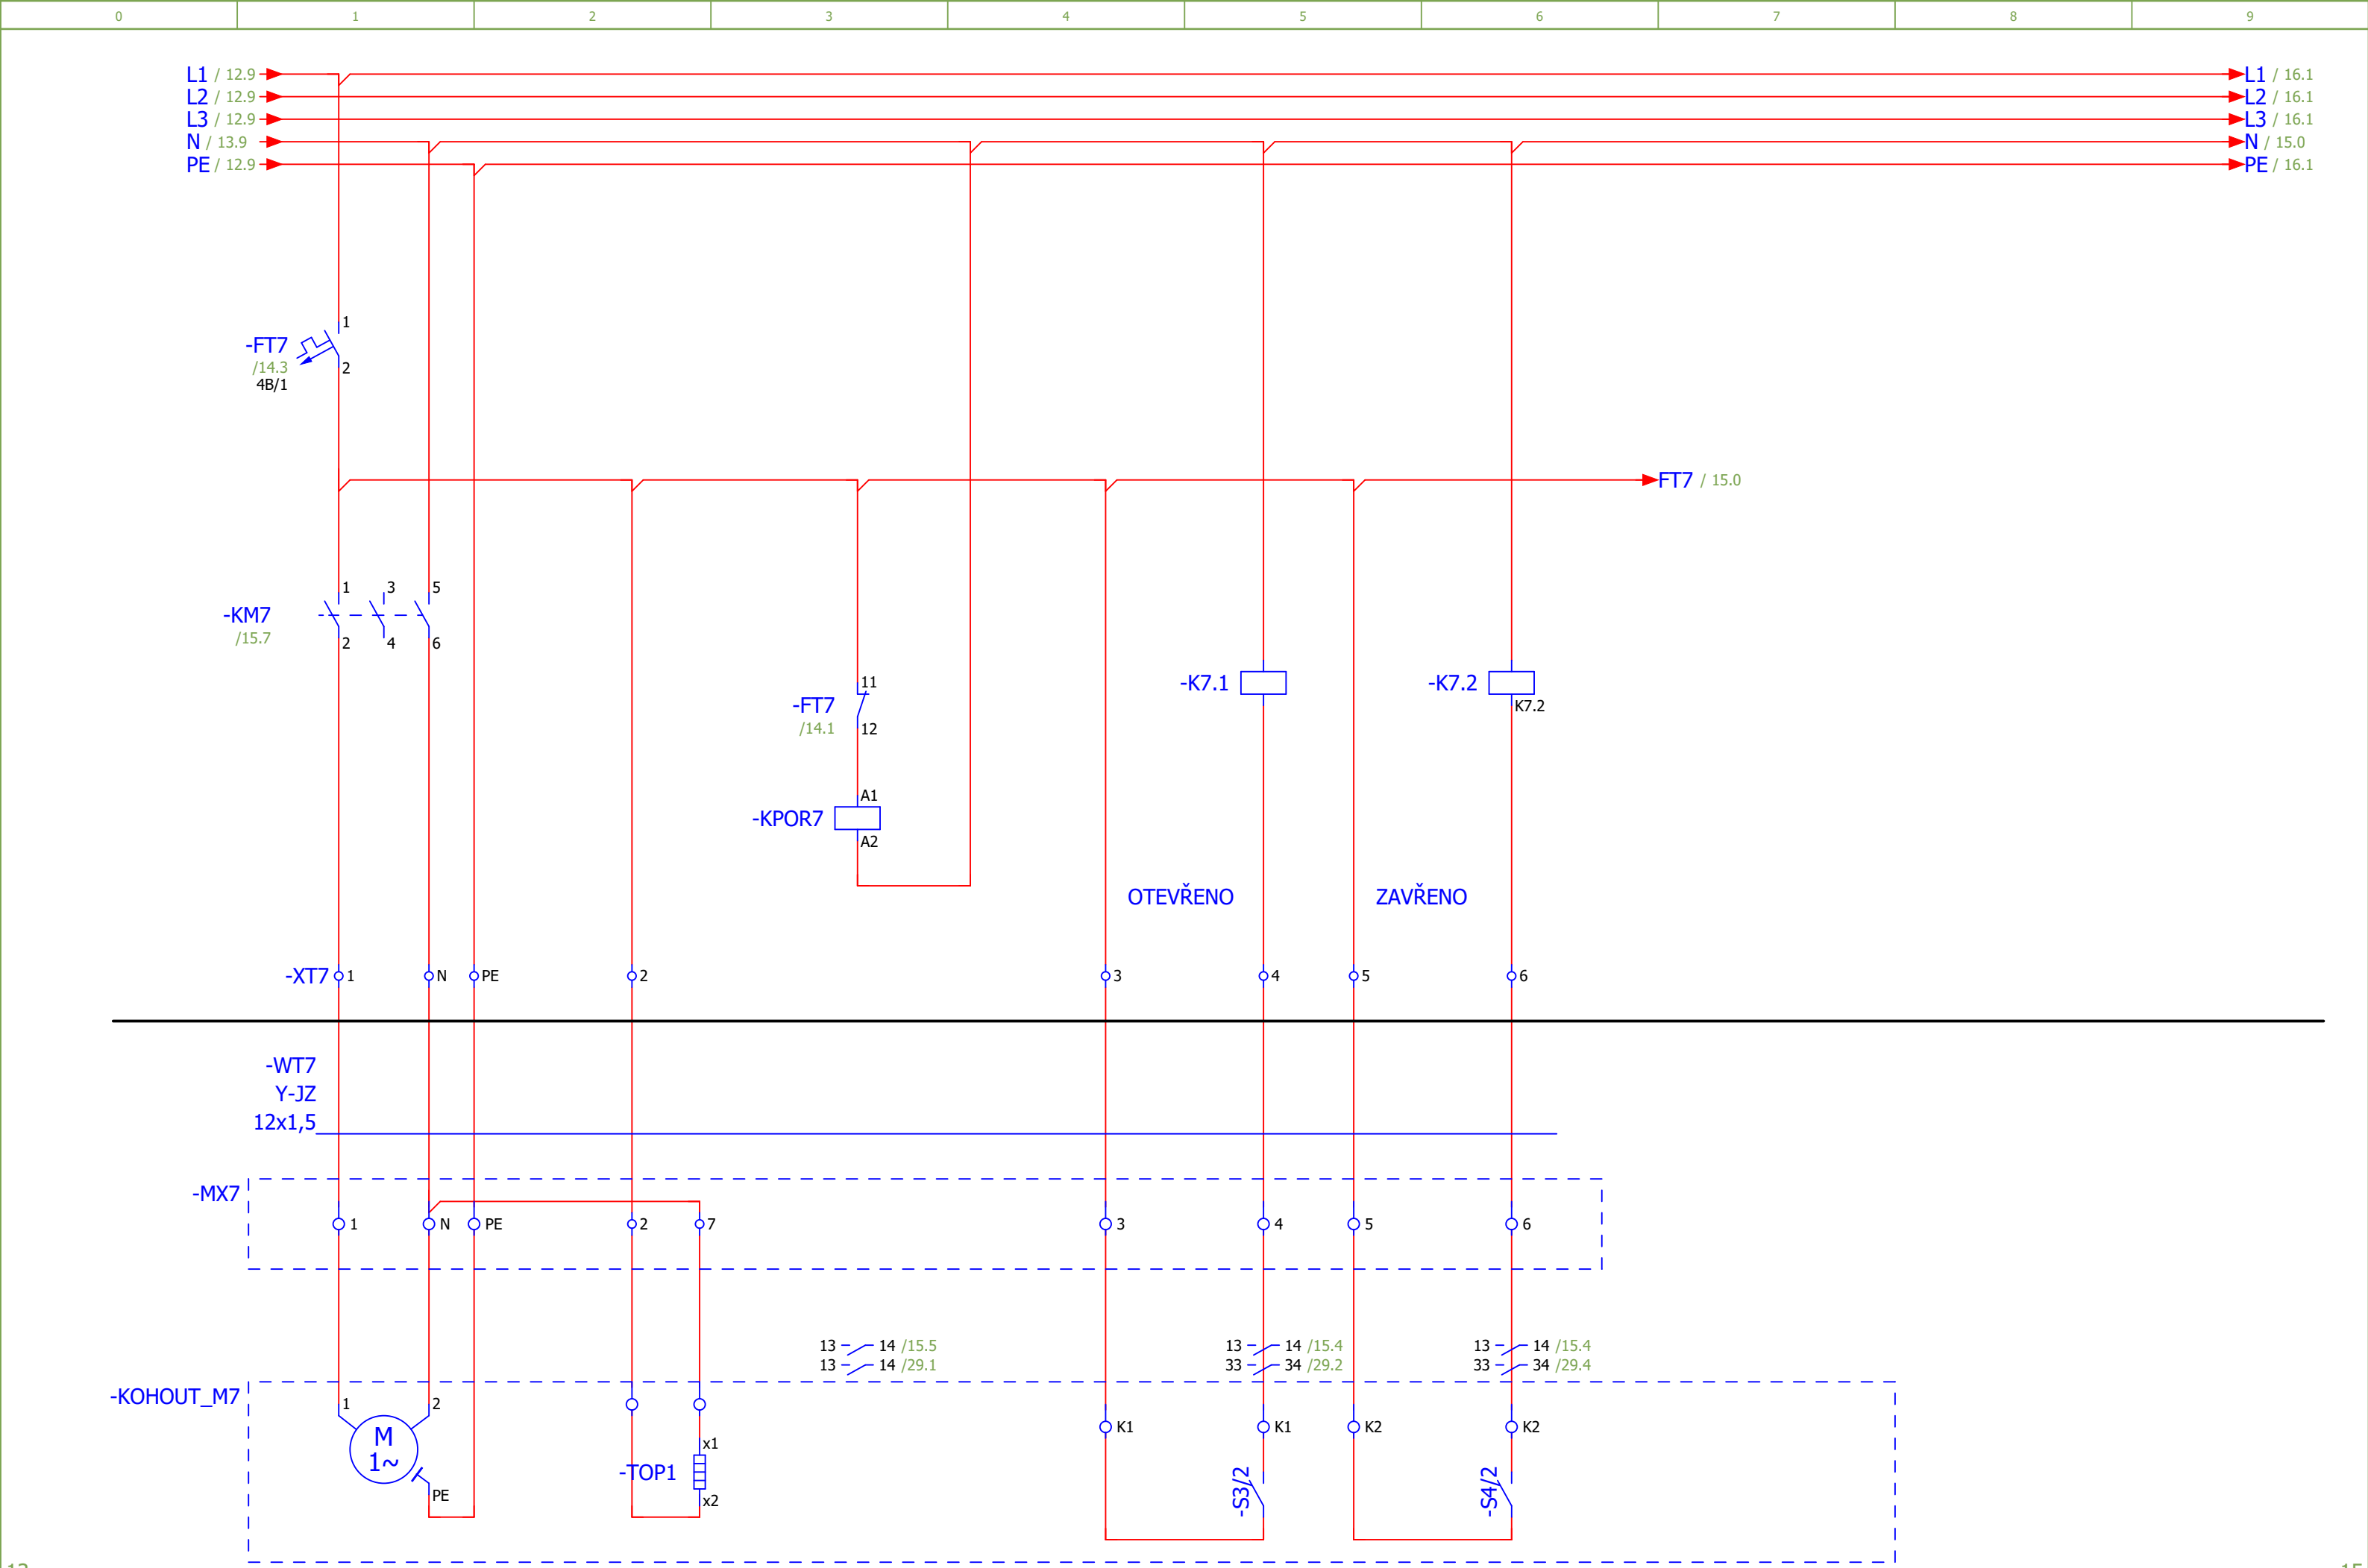 0 1 2 3 4 5 6 7 8 9
L1 / 12.9 L1 / 16.1
L2 / 12.9 L2 / 16.1
L3 / 12.9 L3 / 16.1
N / 13.9 N / 15.0
PE / 12.9 PE / 16.1
1
-FT7
/14.3
2
4B/1
FT7 / 15.0
1 3 5
-KM7
/15.7
2 4 6
11
-FT7
/14.1
12
-K7.1
-K7.2
K7.2
A1
-KPOR7
A2
OTEVŘENO ZAVŘENO
-XT7 1 N PE 2 3 4 5 6
-WT7
Y-JZ
12x1,5
-MX7
1 N PE 2 7 3 4 5 6
13 14 /15.5 13 14 /15.4 13 14 /15.4
13 14 /29.1 33 34 /29.2 33 34 /29.4
-KOHOUT_M7
1 2
K1 K1 K2 K2
M
1~
PE
x1
-TOP1
x2
-S3/2
-S4/2